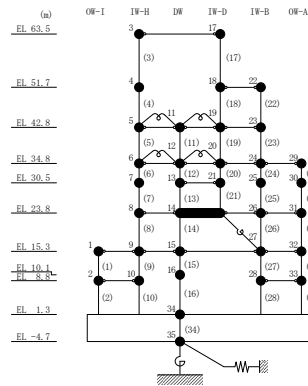 (m) OW-I IW-H DW IW-D IW-B OW-A
EL 63.5 3 17
(3) (17)
EL 51.7 4 18 22
(4) 11 19 (18) (22)
EL 42.8 5 23
(5) 12 (11) 20 (19) (23)
EL 34.8 6 24 29
(6) (12) (20) (24)
EL 30.5 7 13 21 25 30
(7) (13) (21) (25)
EL 23.8 8 14 26 31
(8) (14) 27 (26)
EL 15.3 1 9 15 32
(1) (9) (15) (27)
EL 10.1 16
EL 8.8 2 10 28 33
(2) (10) (16) (28)
EL 1.3 34
(34)
EL -4.7 35